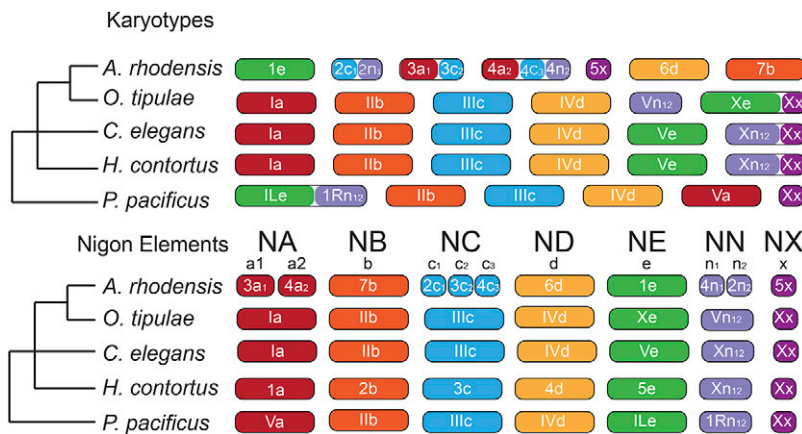 Karyotypes
A. rhodensis 1e 2c₁ 2n₁ 3a₁ 3c₂ 4a₂ 4c₃ 4n₂ 5x 6d 7b
O. tipulae Ia IIb IIIc IVd Vn₁₂ Xe Xx
C. elegans Ia IIb IIIc IVd Ve Xn₁₂ Xx
H. contortus Ia IIb IIIc IVd Ve Xn₁₂ Xx
P. pacificus ILe 1Rn₁₂ IIb IIIc IVd Va Xx
Nigon Elements NA NB NC ND NE NN NX
a1 a2 b c₁ c₂ c₃ d e n₁ n₂ x
A. rhodensis 3a₁ 4a₂ 7b 2c₁ 3c₂ 4c₃ 6d 1e 4n₁ 2n₂ 5x
O. tipulae Ia IIb IIIc IVd Xe Vn₁₂ Xx
C. elegans Ia IIb IIIc IVd Ve Xn₁₂ Xx
H. contortus 1a 2b 3c 4d 5e Xn₁₂ Xx
P. pacificus Va IIb IIIc IVd ILe 1Rn₁₂ Xx